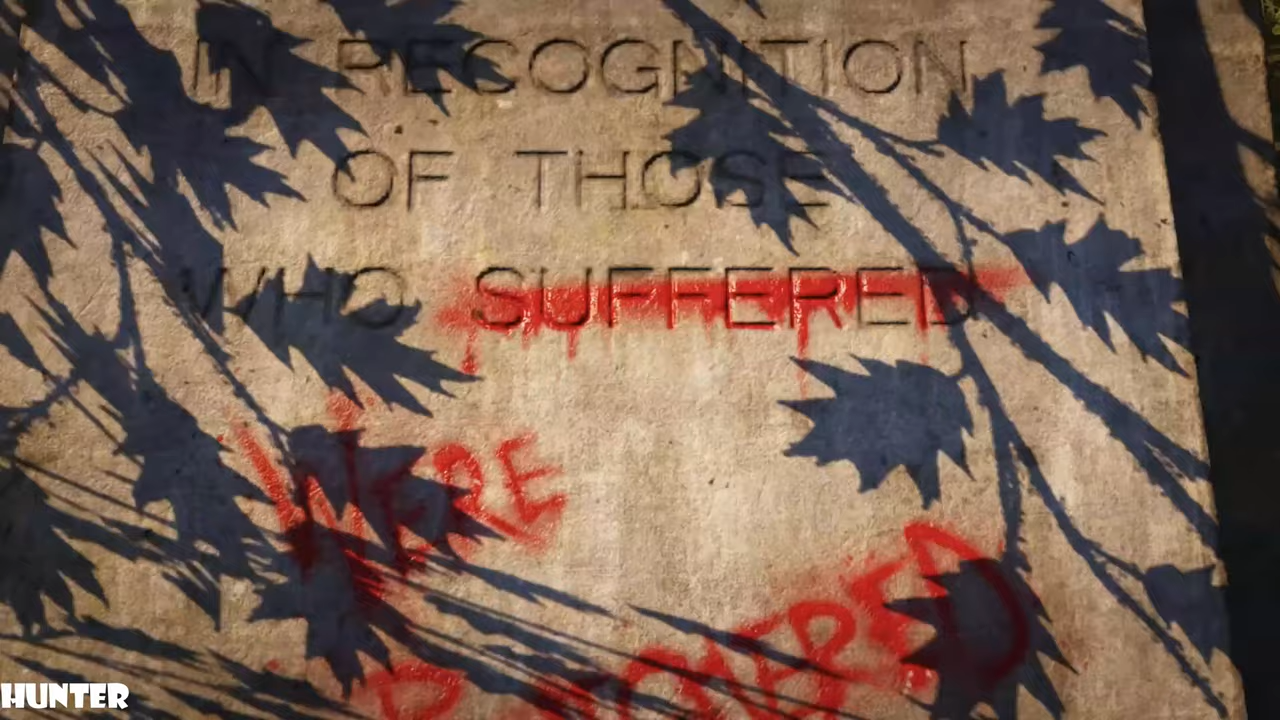 IN RECOGNITION
OF THOSE
WHO SUFFERED
WERE
HUNTER